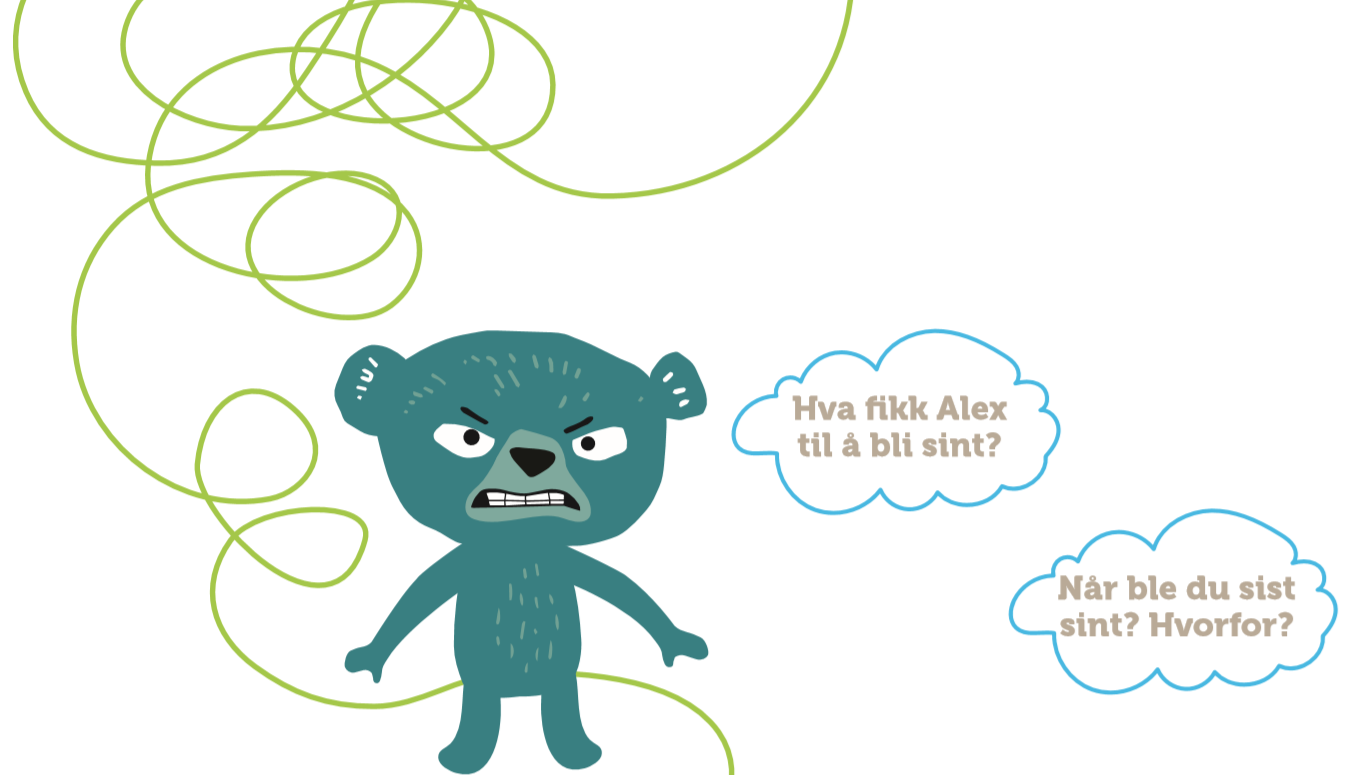 Hva fikk Alex
til å bli sint?
Når ble du sist
sint? Hvorfor?